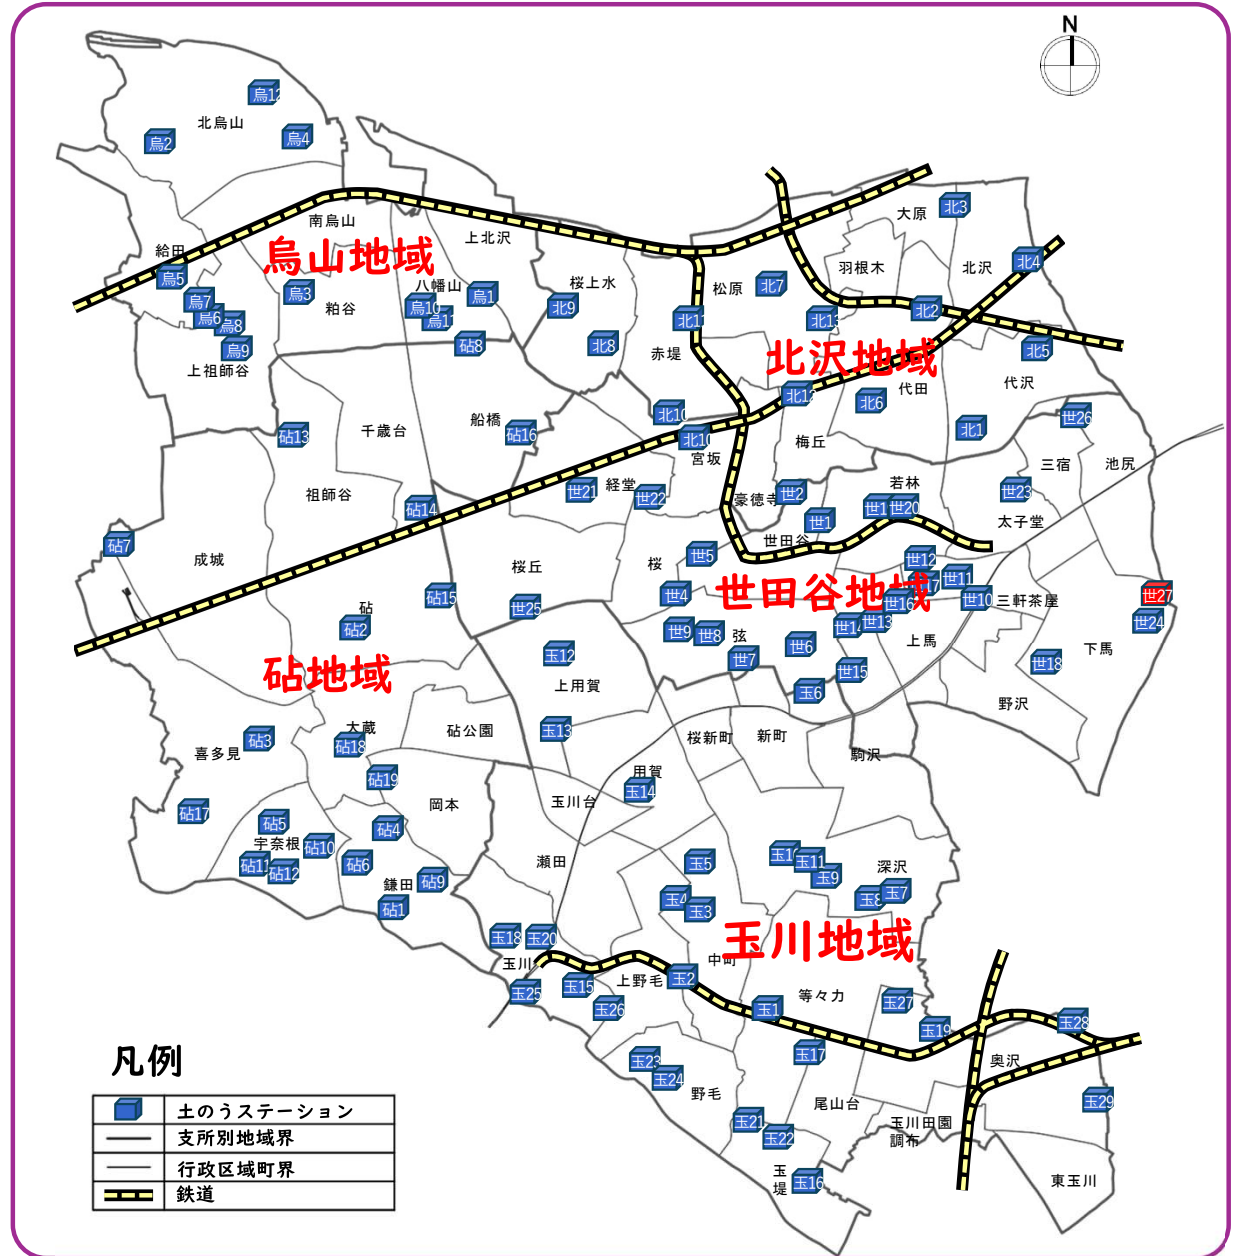 N
烏12
北烏山
烏2
烏4
南烏山
給田
烏山地域
上北沢
烏5
八幡山
烏3
烏1
烏7
粕谷
烏10
烏6
烏8
烏11
砧8
烏9
上祖師谷
大原
北3
羽根木
北沢
北4
桜上水
松原
北7
北9
北2
北11
北13
北8
赤堤
北沢地域
北5
代沢
代田
北12
北6
北10
世26
北1
船橋
千歳台
砧16
砧13
北10
梅丘
宮坂
三宿
池尻
祖師谷
世21
経堂
世22
豪徳寺
世2
若林
世23
世1
世20
太子堂
砧14
世1
世田谷
砧7
成城
桜丘
世5
桜
世12
世11
砧15
世25
世4
世田谷地域
世16
世10
三軒茶屋
世27
砧
砧2
世9
世8
弦
世14
世13
上馬
世24
下馬
世6
玉12
世7
世15
世18
砧地域
上用賀
玉6
野沢
大蔵
砧公園
玉13
桜新町
新町
砧3
喜多見
砧18
駒沢
砧19
用賀
玉14
岡本
玉川台
砧17
砧5
宇奈根
砧4
砧10
砧11
砧12
砧6
瀬田
玉5
玉11
玉9
深沢
鎌田
砧9
玉4
玉3
玉8
玉7
砧1
玉川地域
玉18
玉20
玉川
中町
上野毛
玉2
玉25
玉15
玉26
等々力
玉1
玉27
玉19
玉28
玉17
奥沢
玉23
玉24
野毛
尾山台
玉29
玉21
玉22
玉川田園
調布
玉
堤
玉16
東玉川
凡例
土のうステーション
支所別地域界
行政区域町界
鉄道